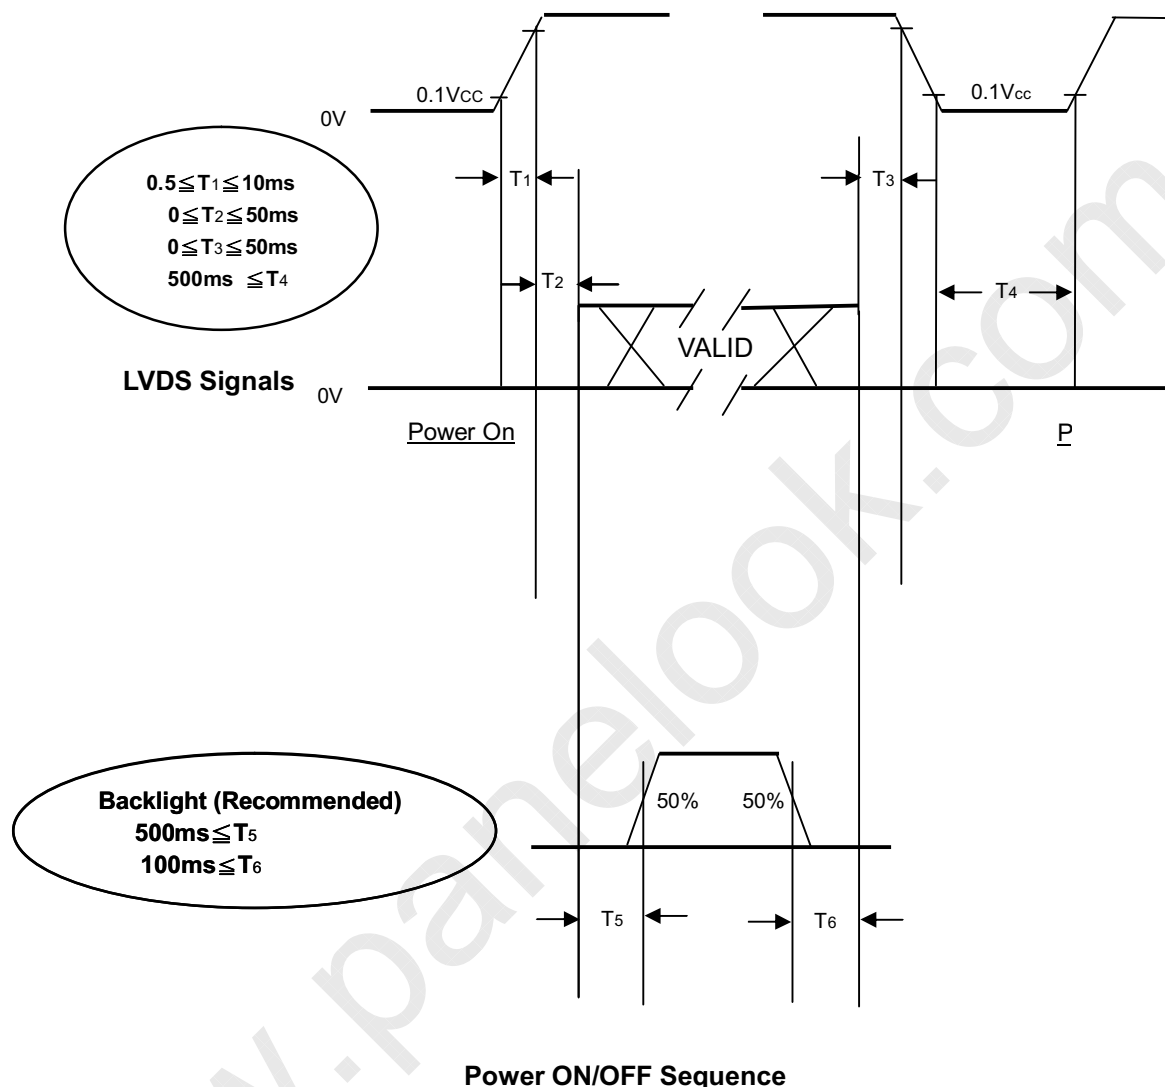 0.1Vcc
0.1Vcc
0V
0.5≦T1≦10ms
0≦T2≦50ms
0≦T3≦50ms
500ms ≦T4
T1
T3
T2
T4
VALID
LVDS Signals
0V
Power On
P
Backlight (Recommended)
500ms≦T5
100ms≦T6
50%
50%
T5
T6
Power ON/OFF Sequence
w.panelook.com